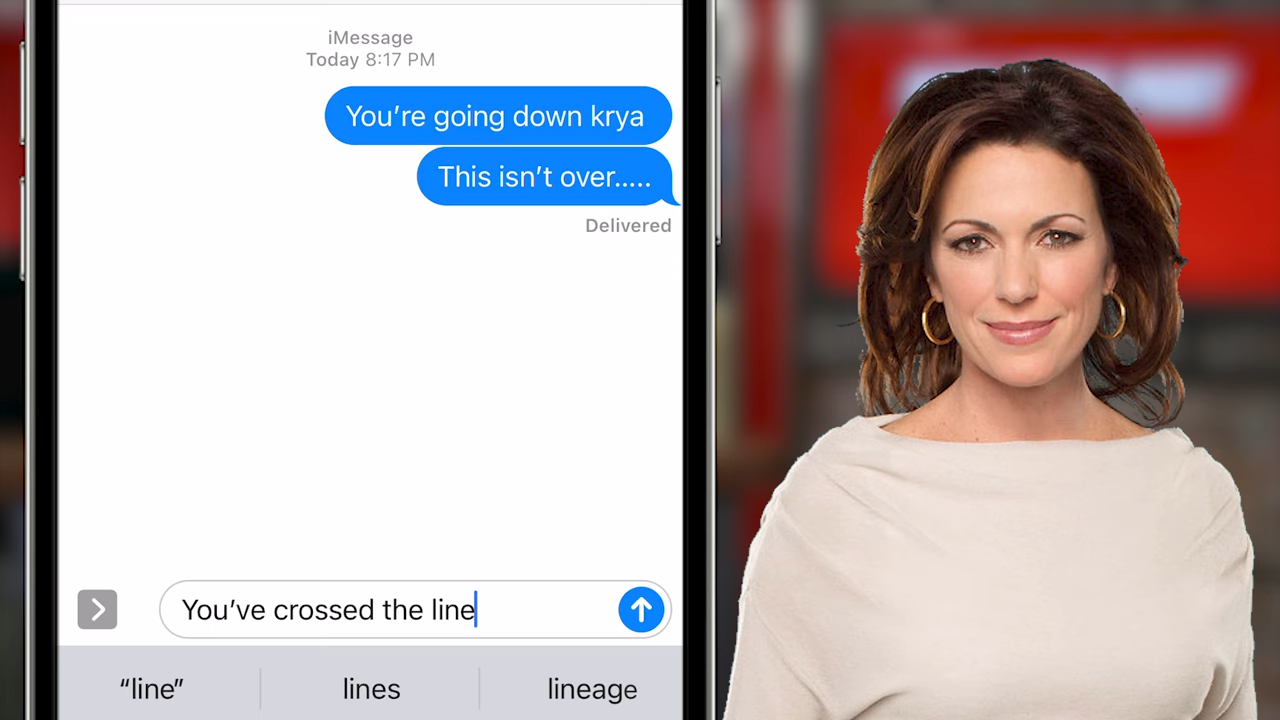 iMessage
Today 8:17 PM
You’re going down krya
This isn’t over.....
Delivered
You’ve crossed the line
“line”
lines
lineage